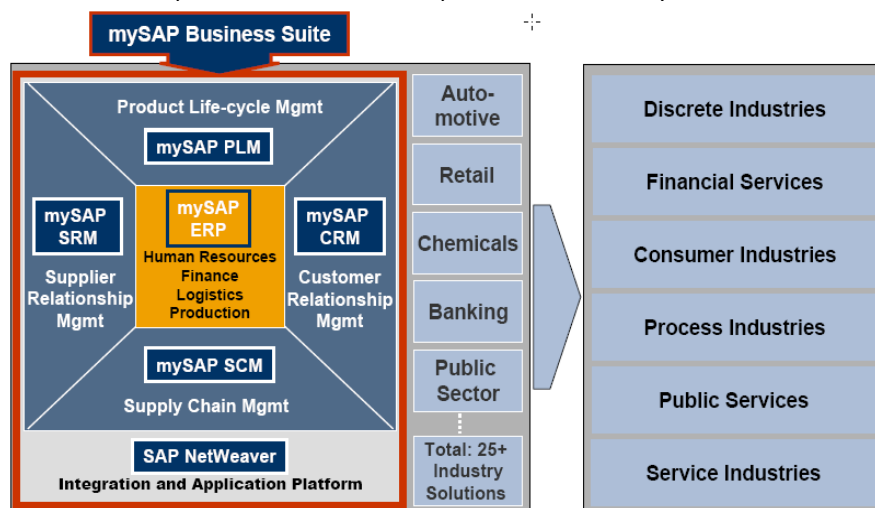 mySAP Business Suite
Product Life-cycle Mgmt
mySAP PLM
mySAP
SRM
Supplier
Relationship
Mgmt
mySAP
ERP
Human Resources
Finance
Logistics
Production
mySAP
CRM
Customer
Relationship
Mgmt
mySAP SCM
Supply Chain Mgmt
SAP NetWeaver
Integration and Application Platform
Auto-
motive
Retail
Chemicals
Banking
Public
Sector
Total: 25+
Industry
Solutions
Discrete Industries
Financial Services
Consumer Industries
Process Industries
Public Services
Service Industries